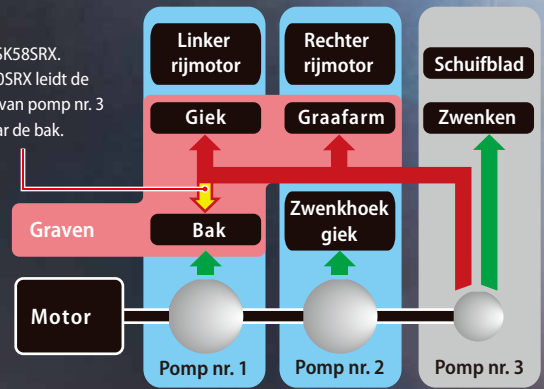 SK58SRX.
0SRX leidt de
van pomp nr. 3
ar de bak.
Linker
rijmotor
Rechter
rijmotor
Schuifblad
Giek
Graafarm
Zwenken
Graven
Bak
Zwenkhoek
giek
Motor
Pomp nr. 1
Pomp nr. 2
Pomp nr. 3